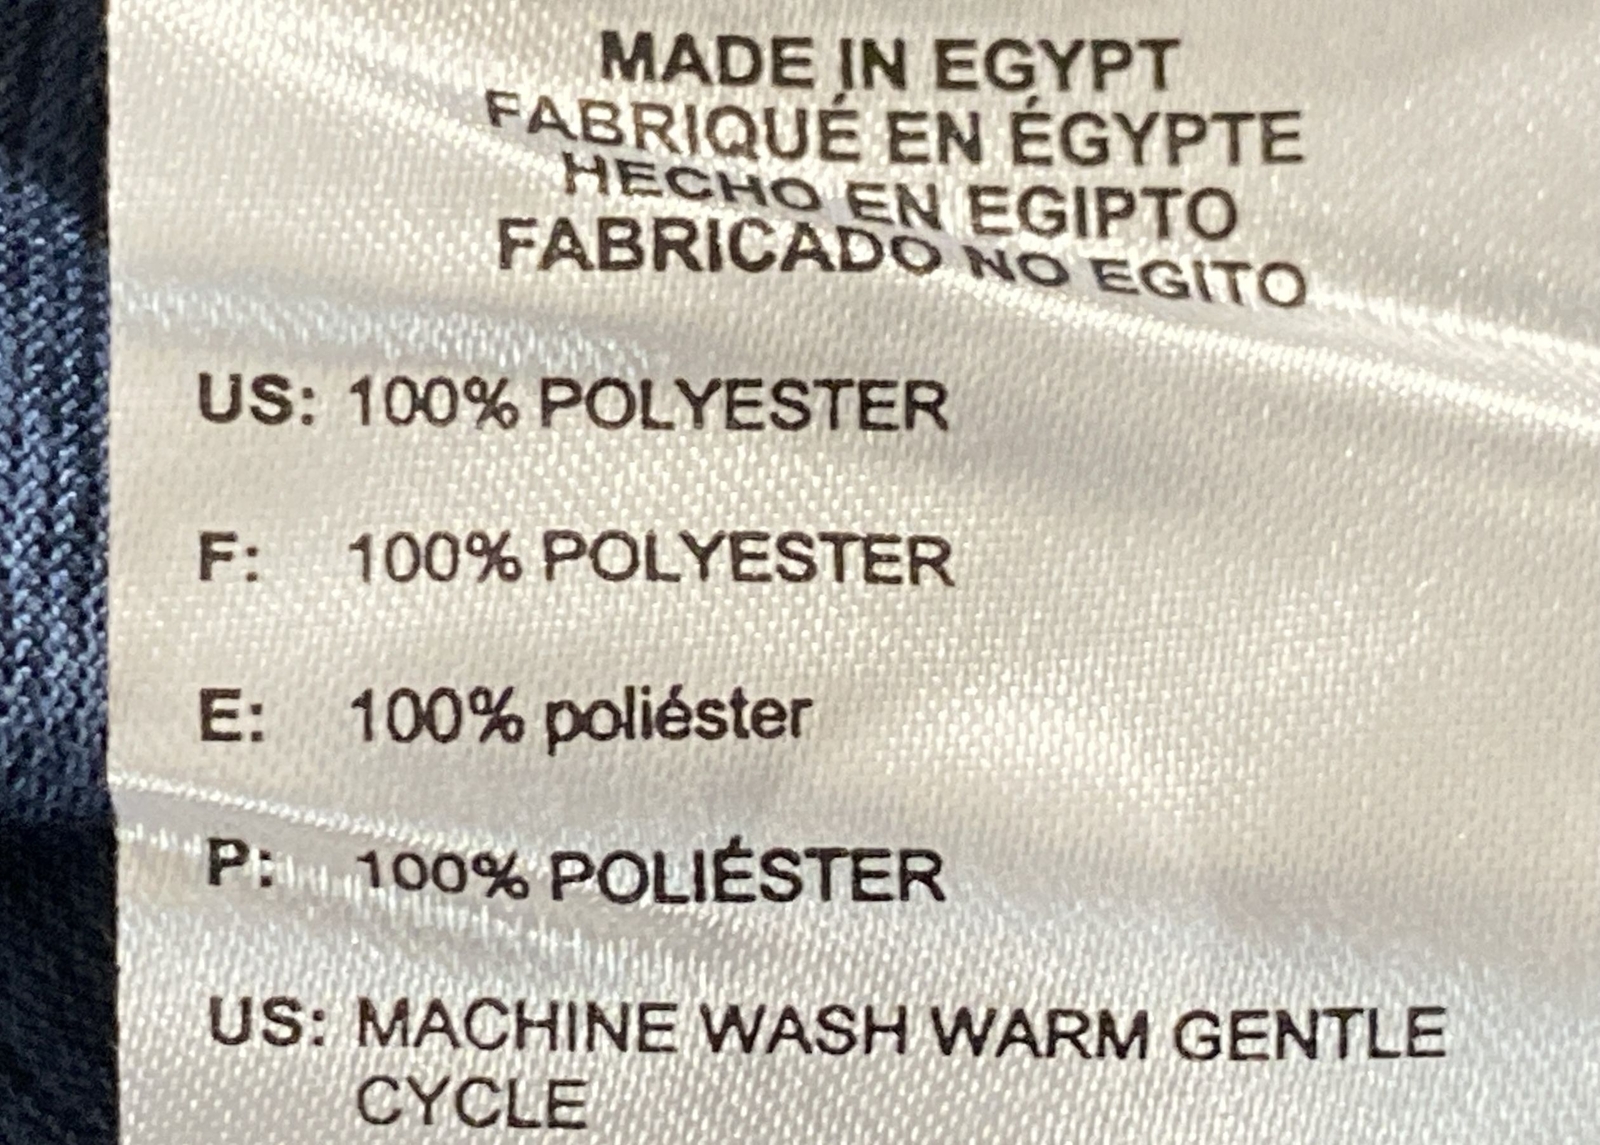 MADE IN EGYPT
FABRIQUÉ EN ÉGYPTE
HECHO EN EGIPTO
FABRICADO NO EGITO
US: 100% POLYESTER
F: 100% POLYESTER
E: 100% poliéster
P: 100% POLIÉSTER
US: MACHINE WASH WARM GENTLE
CYCLE